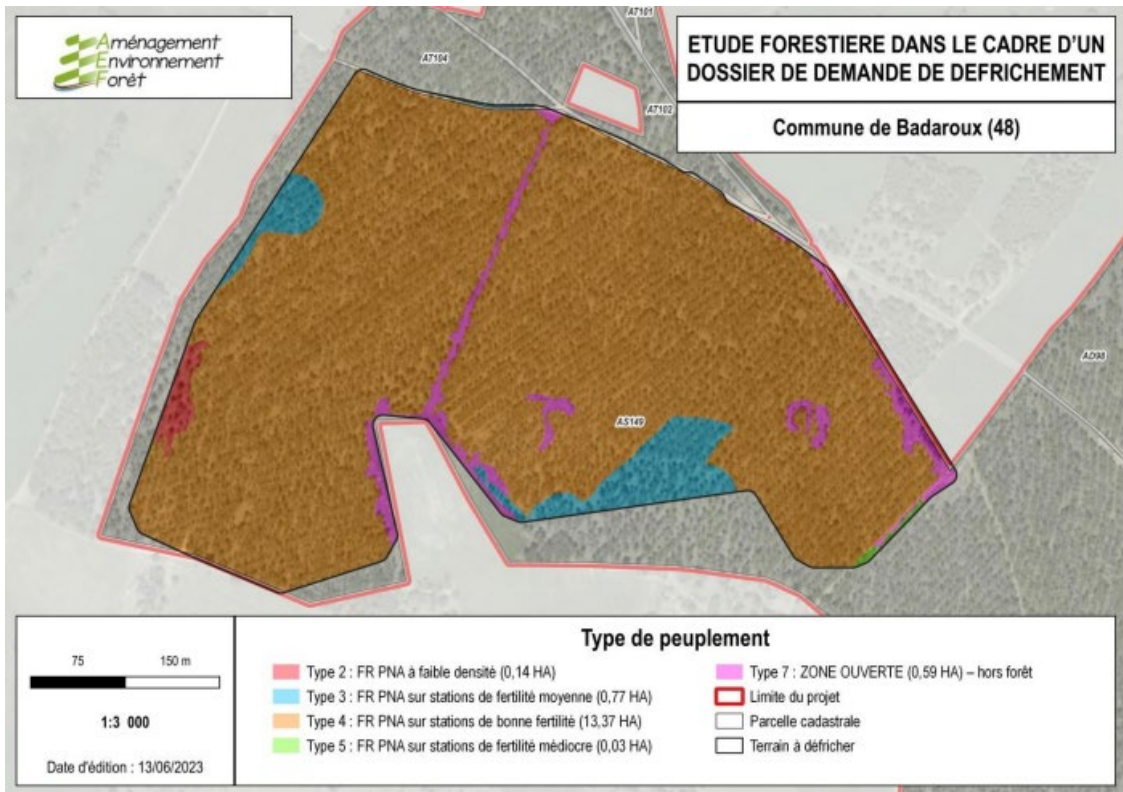 Aménagement
Environnement
Forêt
ETUDE FORESTIERE DANS LE CADRE D'UN
DOSSIER DE DEMANDE DE DEFRICHEMENT
Commune de Badaroux (48)
AT101
AT104
AT102
AO98
AS149
75 150 m
1:3 000
Date d'édition : 13/06/2023
Type de peuplement
Type 2 : FR PNA à faible densité (0,14 HA)
Type 3 : FR PNA sur stations de fertilité moyenne (0,77 HA)
Type 4 : FR PNA sur stations de bonne fertilité (13,37 HA)
Type 5 : FR PNA sur stations de fertilité médiocre (0,03 HA)
Type 7 : ZONE OUVERTE (0,59 HA) – hors forêt
Limite du projet
Parcelle cadastrale
Terrain à défricher